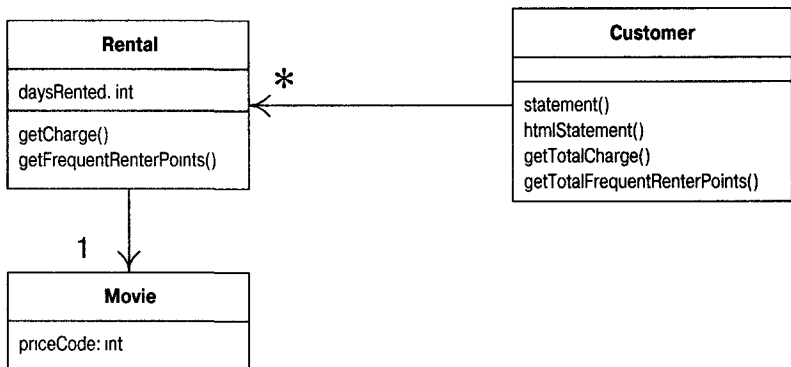 Rental
daysRented. int
getCharge()
getFrequentRenterPoints()
*
Customer
statement()
htmlStatement()
getTotalCharge()
getTotalFrequentRenterPoints()
1
Movie
priceCode: int